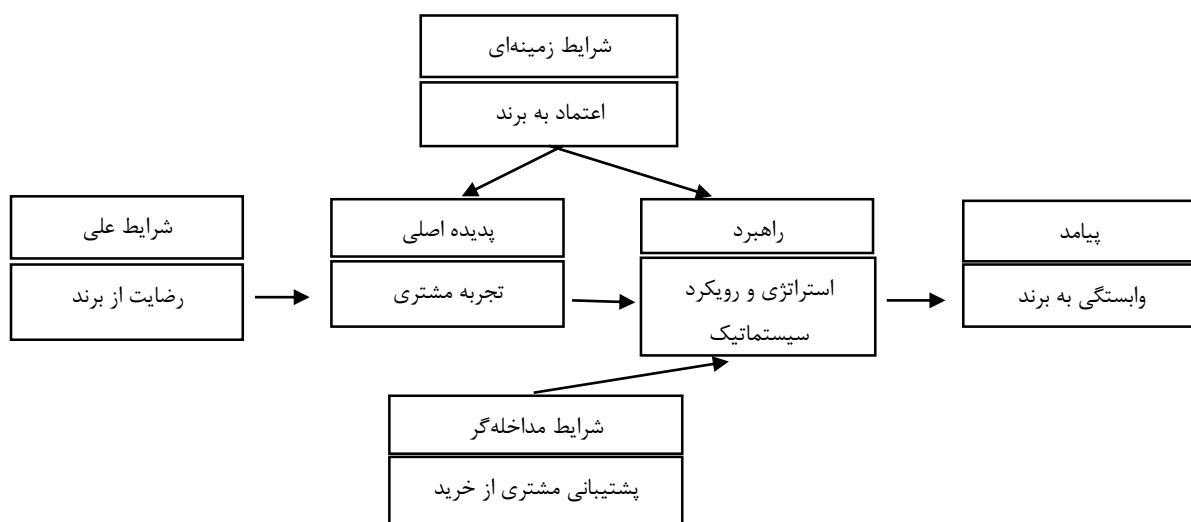 شرایط زمینه‌ای
اعتماد به برند
شرایط علی
رضایت از برند
پدیده اصلی
تجربه مشتری
راهبرد
استراتژی و رویکرد
سیستماتیک
پیامد
وابستگی به برند
شرایط مداخله‌گر
پشتیبانی مشتری از خرید